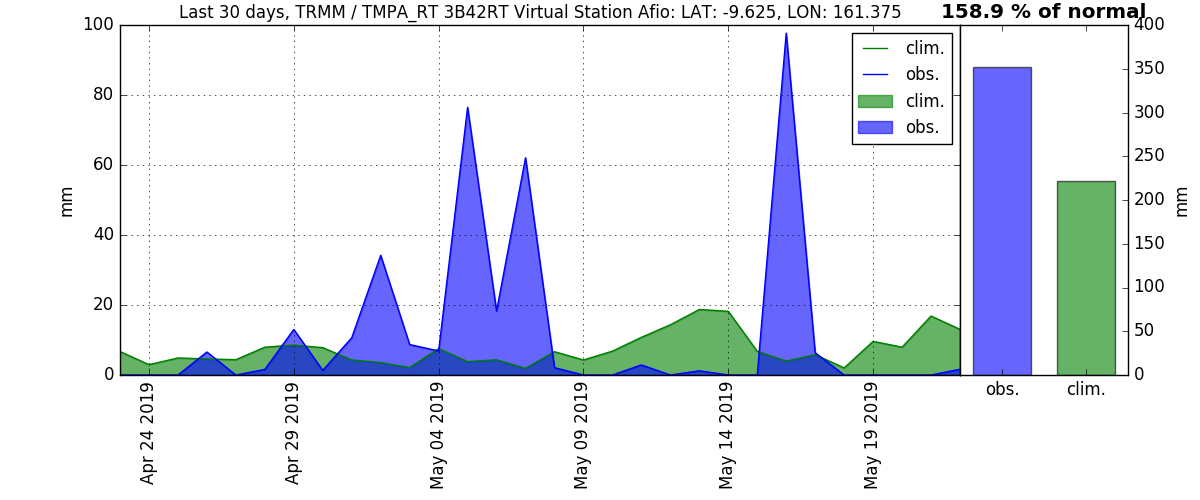 Last 30 days, TRMM / TMPA_RT 3B42RT Virtual Station Afio: LAT: -9.625, LON: 161.375
158.9 % of normal
100
80
60
40
20
0
mm
clim.
obs.
clim.
obs.
Apr 24 2019
Apr 29 2019
May 04 2019
May 09 2019
May 14 2019
May 19 2019
400
350
300
250
200
150
100
50
0
mm
obs.
clim.